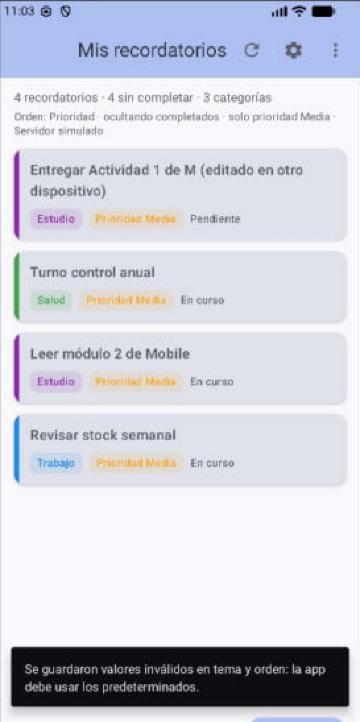 11:03
Mis recordatorios
4 recordatorios · 4 sin completar · 3 categorías
Orden: Prioridad · ocultando completados · solo prioridad Media ·
Servidor simulado
Entregar Actividad 1 de M (editado en otro
dispositivo)
Estudio Prioridad Media Pendiente
Turno control anual
Salud Prioridad Media En curso
Leer módulo 2 de Mobile
Estudio Prioridad Media En curso
Revisar stock semanal
Trabajo Prioridad Media En curso
Se guardaron valores inválidos en tema y orden: la app
debe usar los predeterminados.